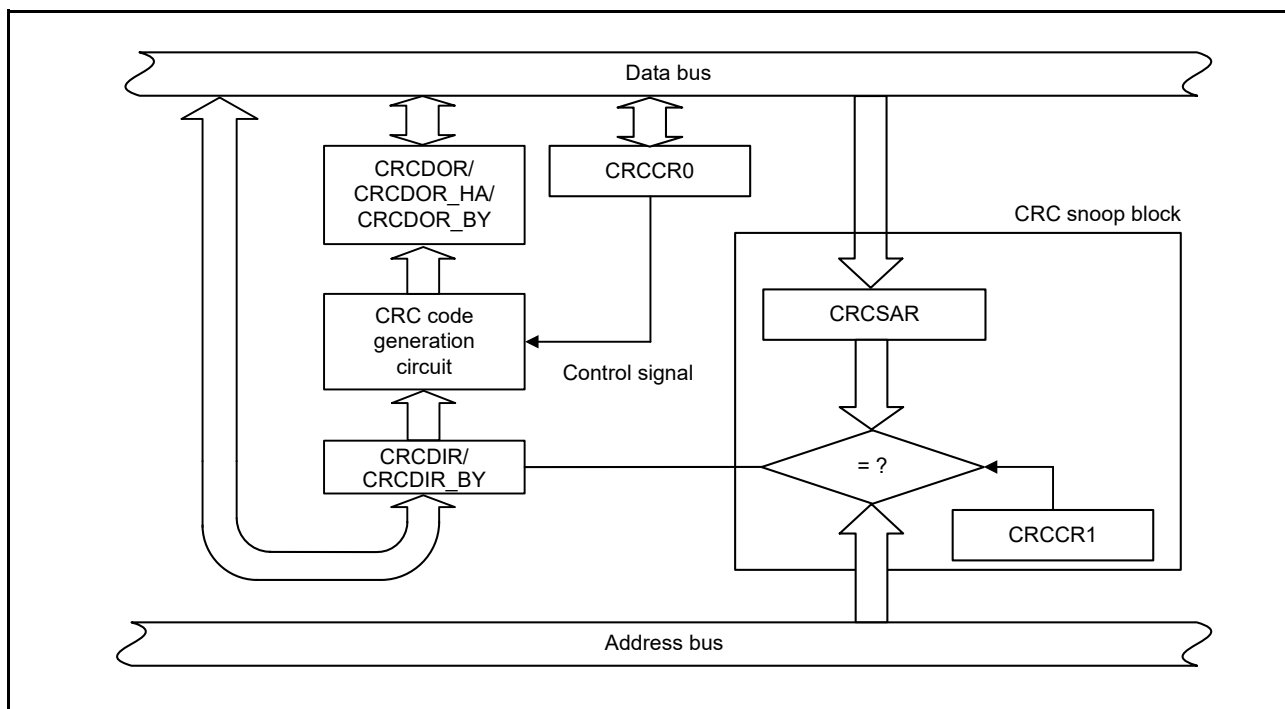 Data bus
CRCDOR/
CRCDOR_HA/
CRCDOR_BY
CRCCR0
CRC snoop block
CRC code
generation
circuit
CRCSAR
Control signal
CRCDIR/
CRCDIR_BY
= ?
CRCCR1
Address bus